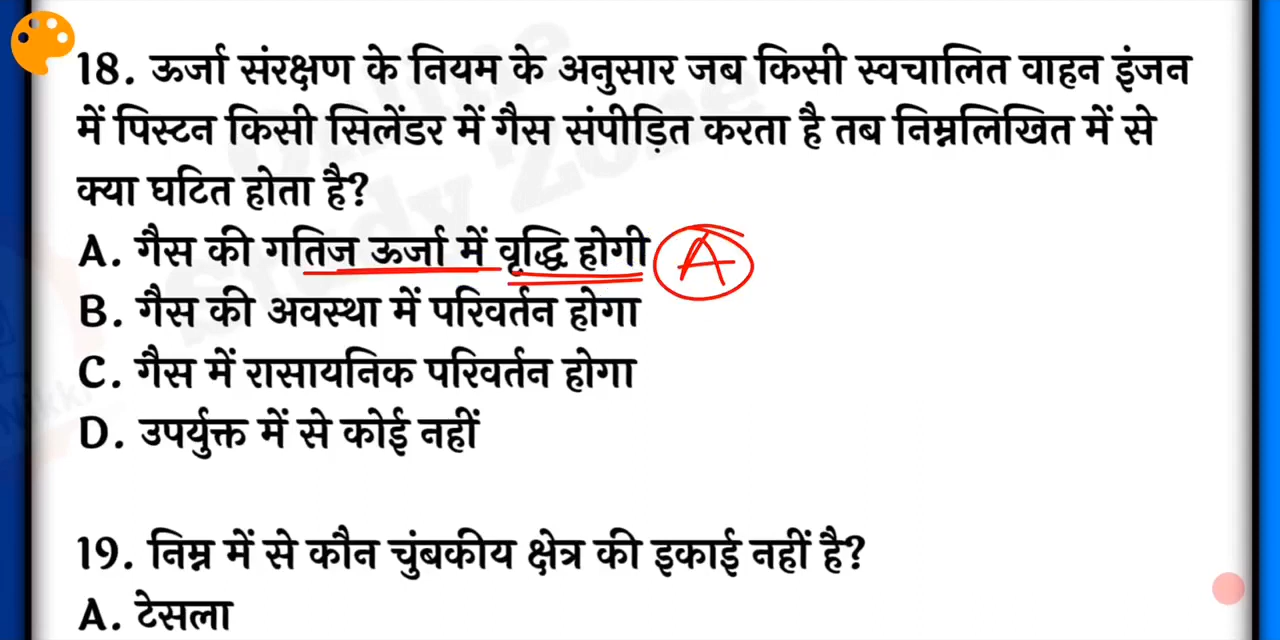 18. ऊर्जा संरक्षण के नियम के अनुसार जब किसी स्वचालित वाहन इंजन
में पिस्टन किसी सिलेंडर में गैस संपीड़ित करता है तब निम्नलिखित में से
क्या घटित होता है?
A. गैस की गतिज ऊर्जा में वृद्धि होगी A
B. गैस की अवस्था में परिवर्तन होगा
C. गैस में रासायनिक परिवर्तन होगा
D. उपर्युक्त में से कोई नहीं
19. निम्न में से कौन चुंबकीय क्षेत्र की इकाई नहीं है?
A. टेसला